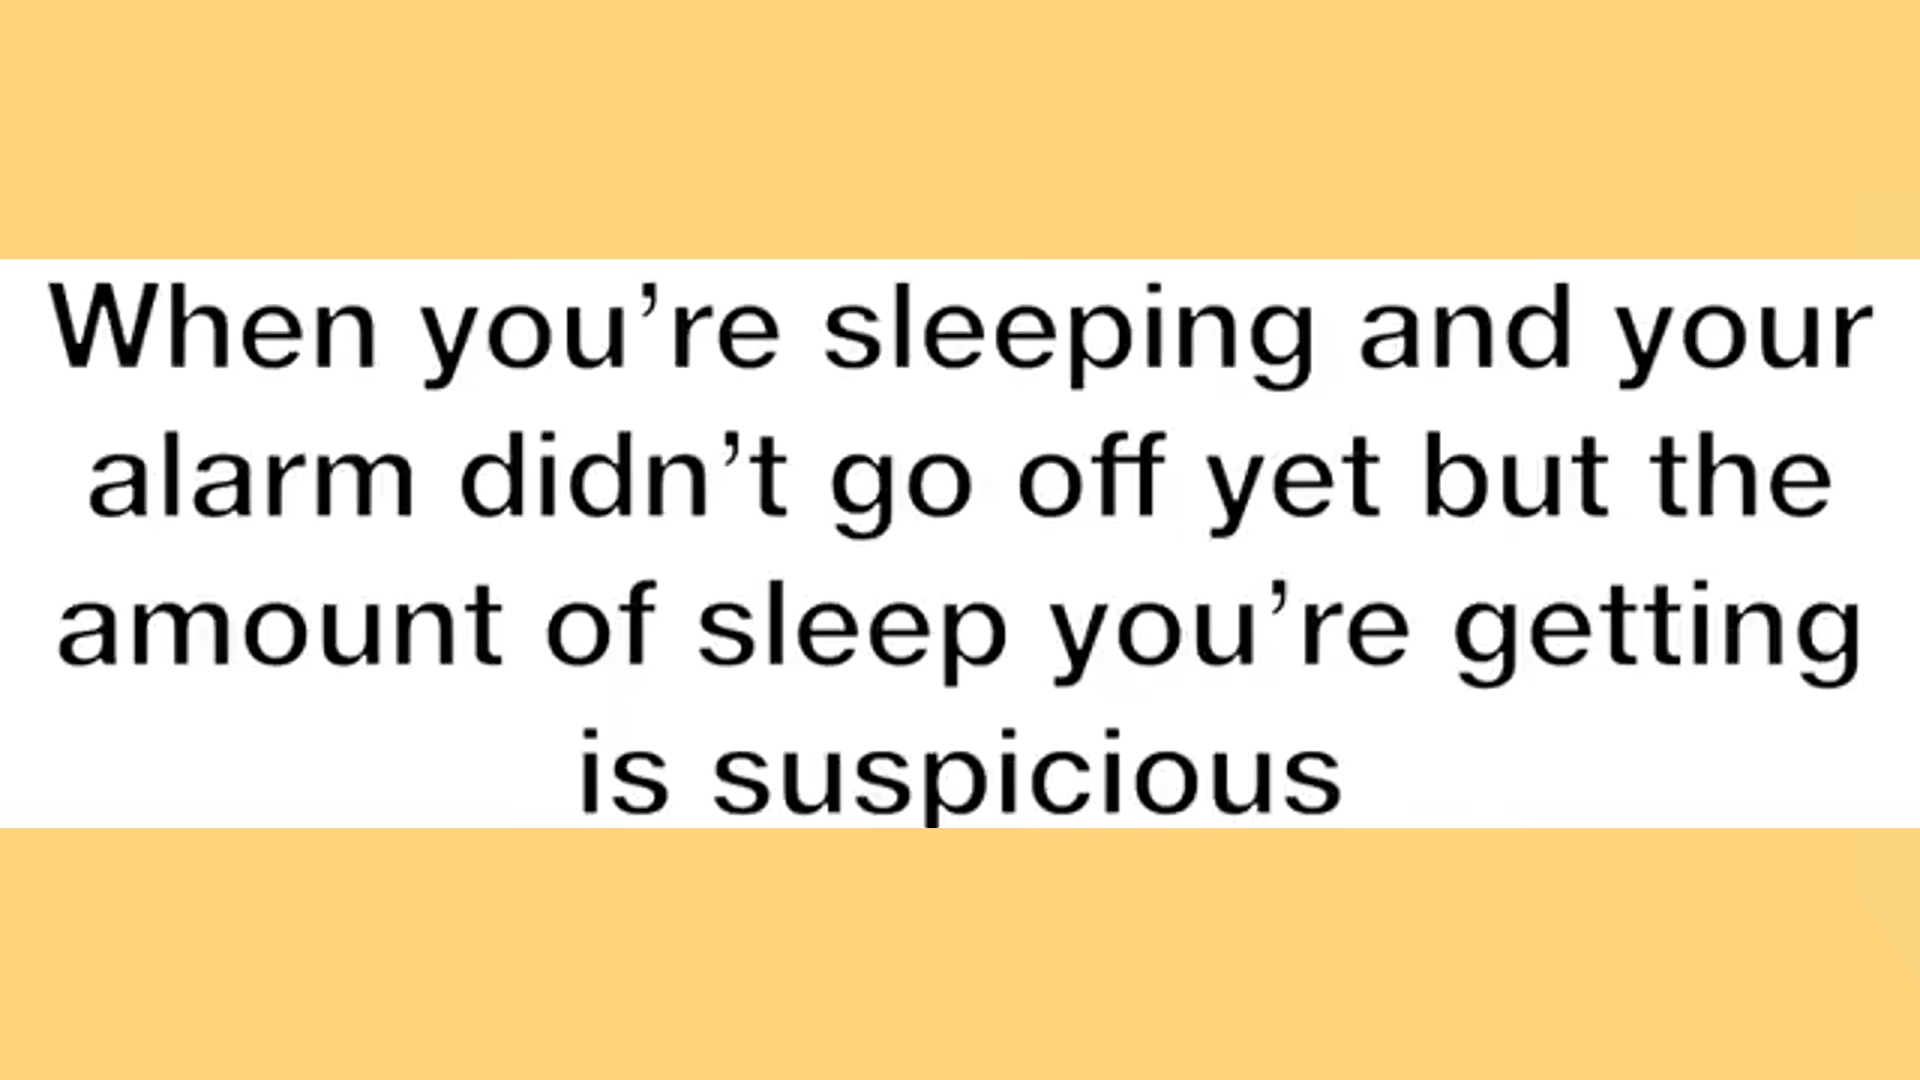 When you’re sleeping and your
alarm didn’t go off yet but the
amount of sleep you’re getting
is suspicious